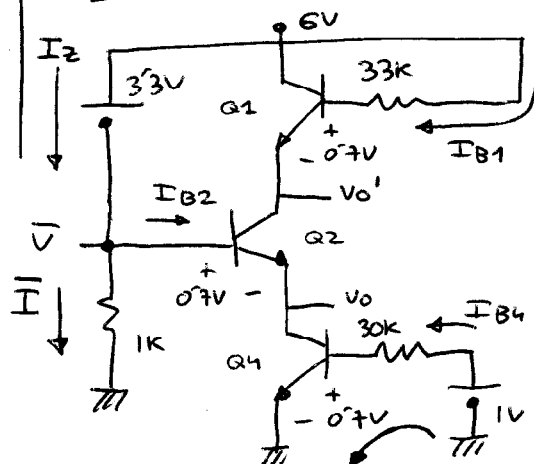 6V
Iz
3'3V
33K
Q1
+
- 0'7V
IB1
IB2
Vo'
V̅
Q2
+
0'7V -
I̅
Vo
1K
30K
IB4
Q4
+
- 0'7V
1V